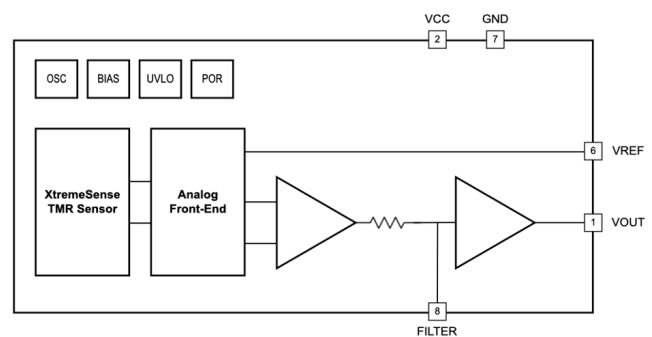 VCC GND
2 7
OSC BIAS UVLO POR
6 VREF
XtremeSense
TMR Sensor
Analog
Front-End
1 VOUT
8
FILTER